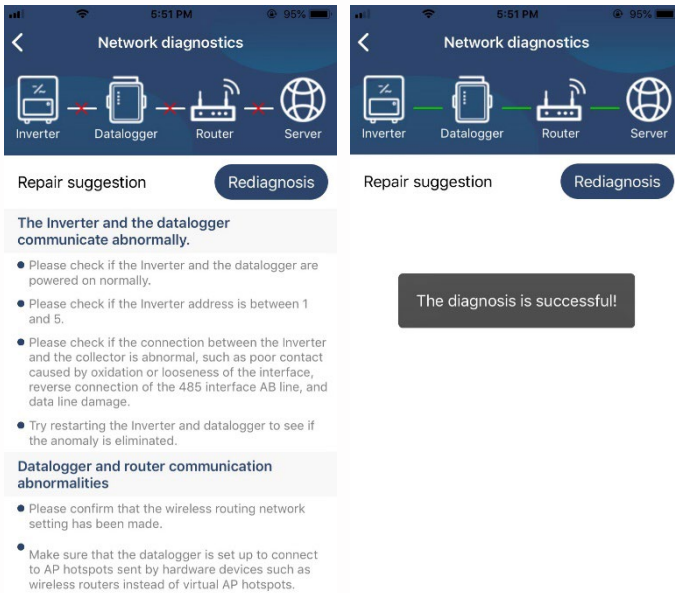 5:51 PM
95%
Network diagnostics
Inverter
Datalogger
Router
Server
Repair suggestion
Rediagnosis
The Inverter and the datalogger
communicate abnormally.
Please check if the Inverter and the datalogger are
powered on normally.
Please check if the Inverter address is between 1
and 5.
Please check if the connection between the Inverter
and the collector is abnormal, such as poor contact
caused by oxidation or looseness of the interface,
reverse connection of the 485 interface AB line, and
data line damage.
Try restarting the Inverter and datalogger to see if
the anomaly is eliminated.
Datalogger and router communication
abnormalities
Please confirm that the wireless routing network
setting has been made.
Make sure that the datalogger is set up to connect
to AP hotspots sent by hardware devices such as
wireless routers instead of virtual AP hotspots.
5:51 PM
95%
Network diagnostics
Inverter
Datalogger
Router
Server
Repair suggestion
Rediagnosis
The diagnosis is successful!